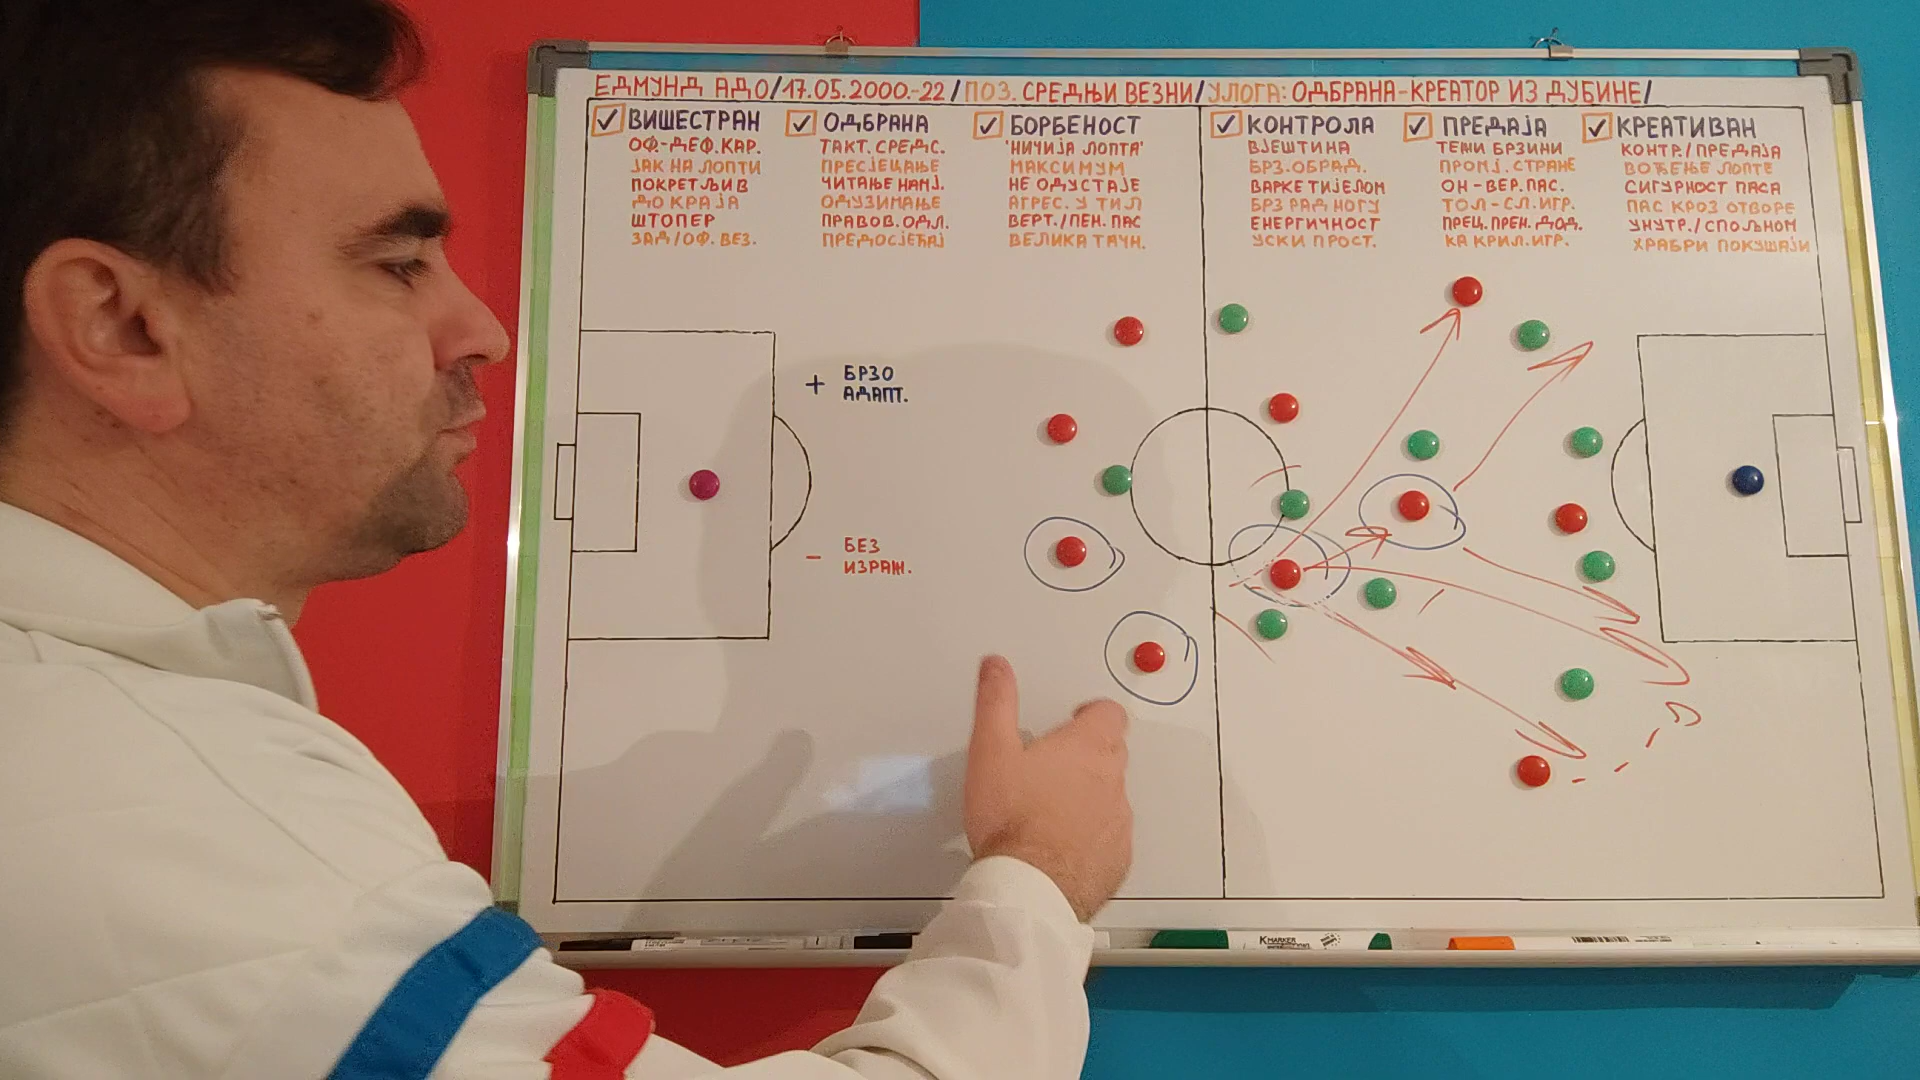 ЕДМУНД АДО/17.05.2000.-22/ПОЗ. СРЕДЊИ ВЕЗНИ/УЛОГА: ОДБРАНА-КРЕАТОР ИЗ ДУБИНЕ/
ВИШЕСТРАН
ОФ-ДЕФ.КАР.
ЈАК НА ЛОПТИ
ПОКРЕТЉИВ
ДО КРАЈА
ШТОПЕР
ЗАД/ОФ. ВЕЗ.
ОДБРАНА
ТАКТ. СРЕДС.
ПРЕСЈЕЦАЊЕ
ЧИТАЊЕ НАМЈ.
ОДУЗИМАЊЕ
ПРАВОВ. ОДЛ.
ПРЕДОСЈЕЋАЈ
БОРБЕНОСТ
'НИЧИЈА ЛОПТА'
МАКСИМУМ
НЕ ОДУСТАЈЕ
АГРЕС. У ТИЛ
ВЕРТ./ПЕН. ПАС
ВЕЛИКА ТАЧН.
КОНТРОЛА
ВЈЕШТИНА
БРЗ. ОБРАД.
ВАРКЕ ТИЈЕЛОМ
БРЗ РАД НОГУ
ЕНЕРГИЧНОСТ
УСКИ ПРОСТ.
ПРЕДАЈА
ТЕМИ БРЗИНИ
ПРОМЈ. СТРАНЕ
ОН-ВЕР. ПАС.
ТОЛ-СЛ. ИГР.
ПРЕЦ. ПРЕН. ДОД.
КА КРИЛ. ИГР.
КРЕАТИВАН
КОНТР./ПРЕДАЈА
ВОЂЕЊЕ ЛОПТЕ
СИГУРНОСТ ПАСА
ПАС КРОЗ ОТВОРЕ
УНУТР./СПОЉНОМ
ХРАБРИ ПОКУШАЈИ
+ БРЗО
АДАПТ.
- БЕЗ
ИЗРАЖ.
K MARKER